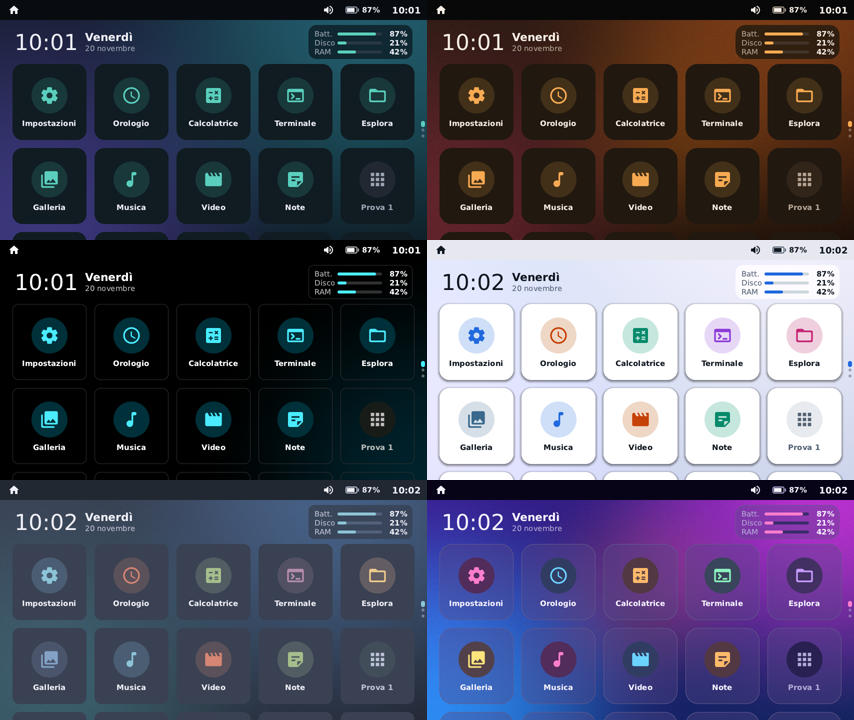 87% 10:01
10:01 Venerdì
20 novembre
Batt. 87%
Disco 21%
RAM 42%
Impostazioni Orologio Calcolatrice Terminale Esplora
Galleria Musica Video Note Prova 1
87% 10:01
10:01 Venerdì
20 novembre
Batt. 87%
Disco 21%
RAM 42%
Impostazioni Orologio Calcolatrice Terminale Esplora
Galleria Musica Video Note Prova 1
87% 10:01
10:01 Venerdì
20 novembre
Batt. 87%
Disco 21%
RAM 42%
Impostazioni Orologio Calcolatrice Terminale Esplora
Galleria Musica Video Note Prova 1
87% 10:02
10:02 Venerdì
20 novembre
Batt. 87%
Disco 21%
RAM 42%
Impostazioni Orologio Calcolatrice Terminale Esplora
Galleria Musica Video Note Prova 1
87% 10:02
10:02 Venerdì
20 novembre
Batt. 87%
Disco 21%
RAM 42%
Impostazioni Orologio Calcolatrice Terminale Esplora
Galleria Musica Video Note Prova 1
87% 10:02
10:02 Venerdì
20 novembre
Batt. 87%
Disco 21%
RAM 42%
Impostazioni Orologio Calcolatrice Terminale Esplora
Galleria Musica Video Note Prova 1